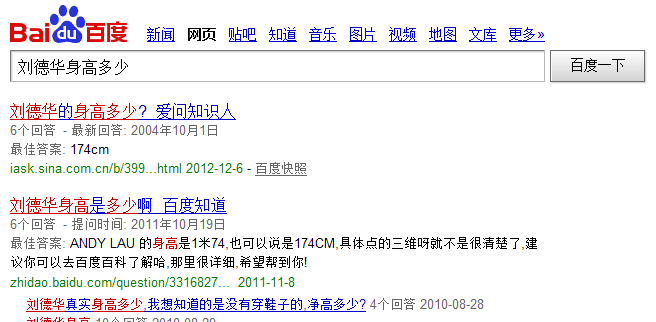 Bai du 百度 新闻 网页 贴吧 知道 音乐 图片 视频 地图 文库 更多»
刘德华身高多少 百度一下
刘德华的身高多少？爱问知识人
6个回答 - 最新回答: 2004年10月1日
最佳答案: 174cm
iask.sina.com.cn/b/399...html 2012-12-6 - 百度快照
刘德华身高是多少啊_百度知道
6个回答 - 提问时间: 2011年10月19日
最佳答案: ANDY LAU 的身高是1米74,也可以说是174CM,具体点的三维呀就不是很清楚了,建
议你可以去百度百科了解哈,那里很详细,希望帮到你!
zhidao.baidu.com/question/3316827... 2011-11-8
刘德华真实身高多少,我想知道的是没有穿鞋子的,净高多少? 4个回答 2010-08-28
刘德华身高 10个回答 2010-08-29